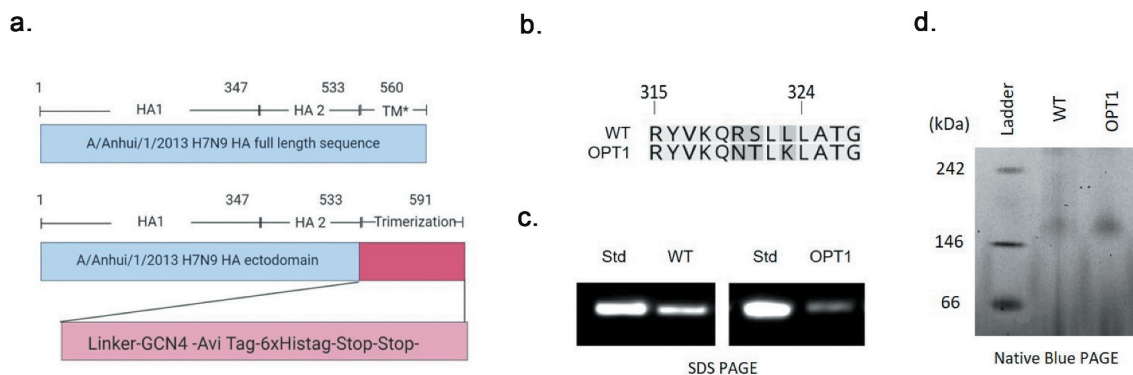 a.
1 347 533 560
HA1 HA 2 TM*
A/Anhui/1/2013 H7N9 HA full length sequence
1 347 533 591
HA1 HA 2 Trimerization
A/Anhui/1/2013 H7N9 HA ectodomain
Linker-GCN4 -Avi Tag-6xHistag-Stop-Stop-
b.
315 324
WT RYVKQRSLLLATG
OPT1 RYVKQNTLKLATG
c.
Std WT Std OPT1
SDS PAGE
d.
(kDa) Ladder WT OPT1
242
146
66
Native Blue PAGE